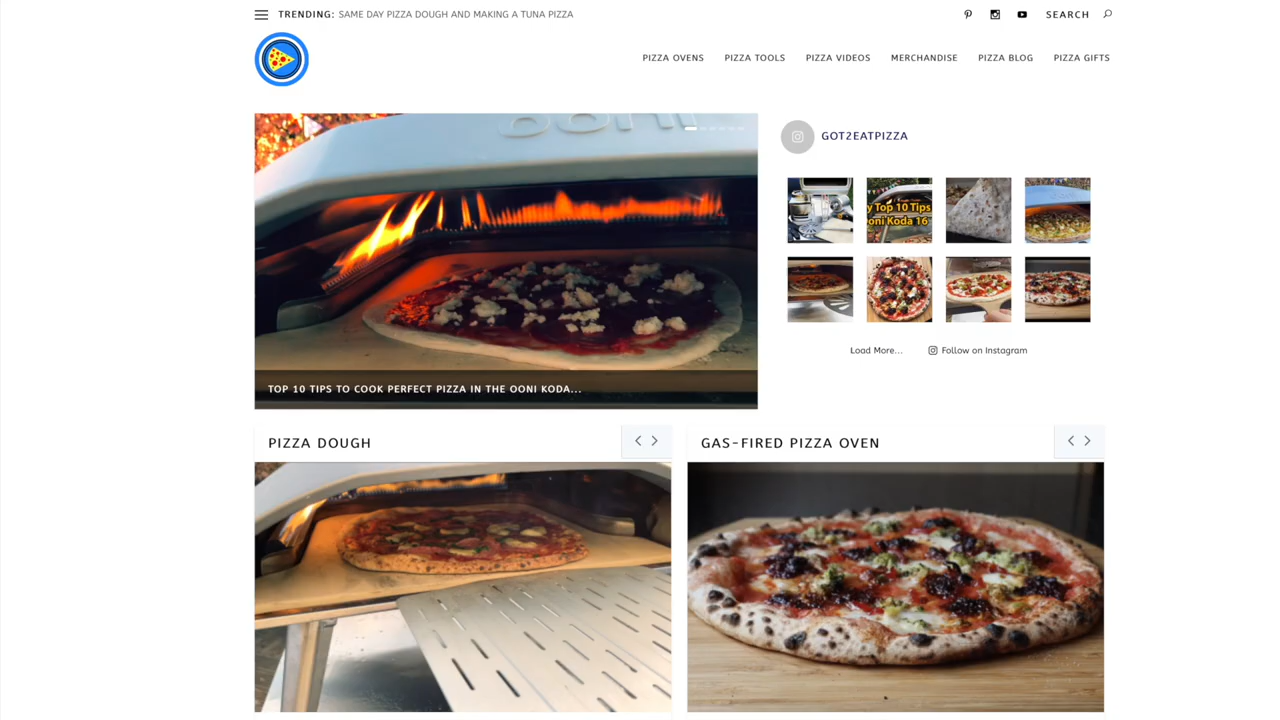 TRENDING: SAME DAY PIZZA DOUGH AND MAKING A TUNA PIZZA
SEARCH
PIZZA OVENS PIZZA TOOLS PIZZA VIDEOS MERCHANDISE PIZZA BLOG PIZZA GIFTS
OONI
TOP 10 TIPS TO COOK PERFECT PIZZA IN THE OONI KODA...
GOT2EATPIZZA
y Top 10 Tips
oni Koda 16
Load More...
Follow on Instagram
PIZZA DOUGH
GAS-FIRED PIZZA OVEN